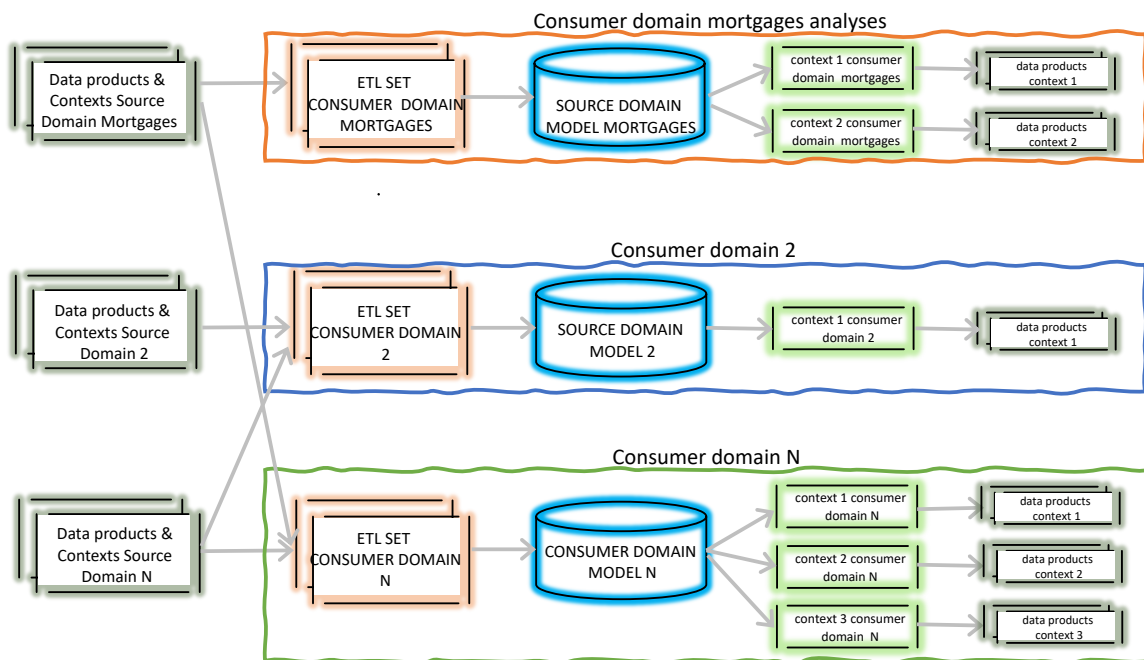 Consumer domain mortgages analyses
Data products &
Contexts Source
Domain Mortgages
ETL SET
CONSUMER DOMAIN
MORTGAGES
SOURCE DOMAIN
MODEL MORTGAGES
context 1 consumer
domain mortgages
data products
context 1
context 2 consumer
domain mortgages
data products
context 2
.
Consumer domain 2
Data products &
Contexts Source
Domain 2
ETL SET
CONSUMER DOMAIN
2
SOURCE DOMAIN
MODEL 2
context 1 consumer
domain 2
data products
context 1
Consumer domain N
Data products &
Contexts Source
Domain N
ETL SET
CONSUMER DOMAIN
N
CONSUMER DOMAIN
MODEL N
context 1 consumer
domain N
data products
context 1
context 2 consumer
domain N
data products
context 2
context 3 consumer
domain N
data products
context 3